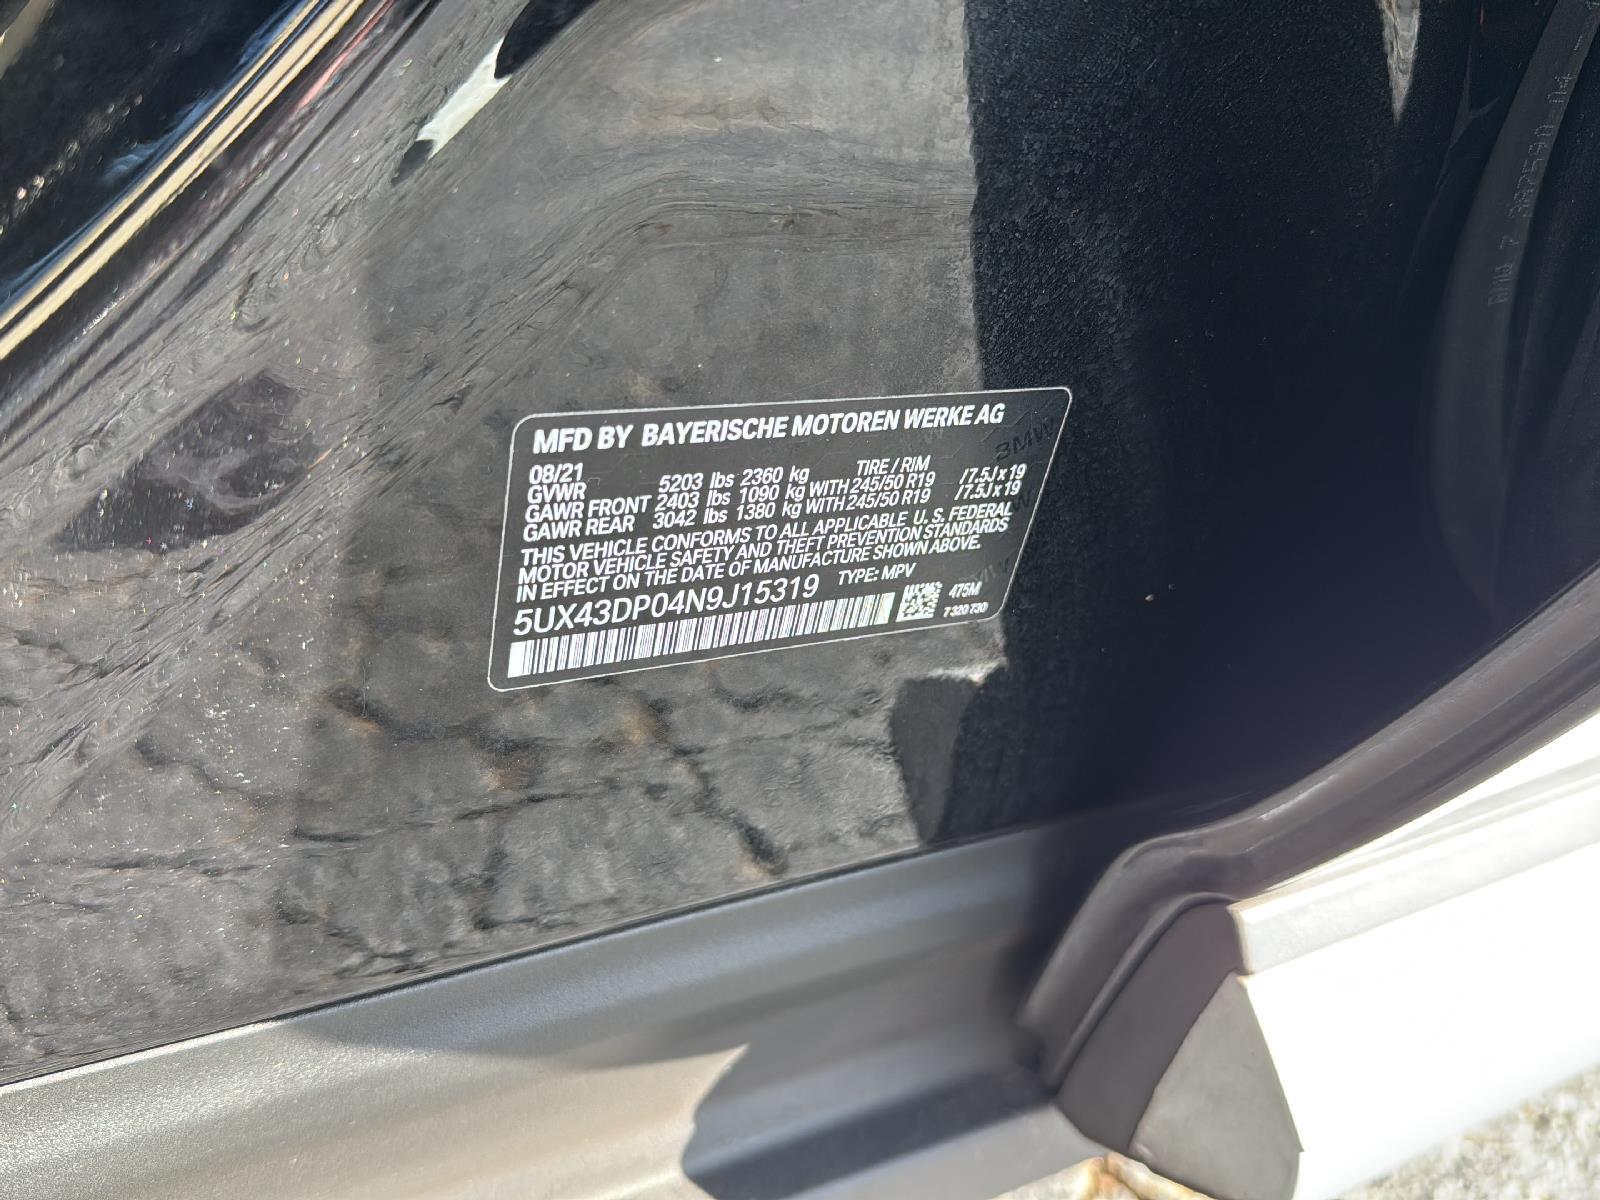 MFD BY BAYERISCHE MOTOREN WERKE AG
08/21 TIRE / RIM
GVWR 5203 lbs 2360 kg
GAWR FRONT 2403 lbs 1090 kg WITH 245/50 R19 /7.5J x 19
GAWR REAR 3042 lbs 1380 kg WITH 245/50 R19 /7.5J x 19
THIS VEHICLE CONFORMS TO ALL APPLICABLE U.S. FEDERAL
MOTOR VEHICLE SAFETY AND THEFT PREVENTION STANDARDS
IN EFFECT ON THE DATE OF MANUFACTURE SHOWN ABOVE.
5UX43DP04N9J15319 TYPE: MPV
475M
7 320 730
BMW
BMW 7